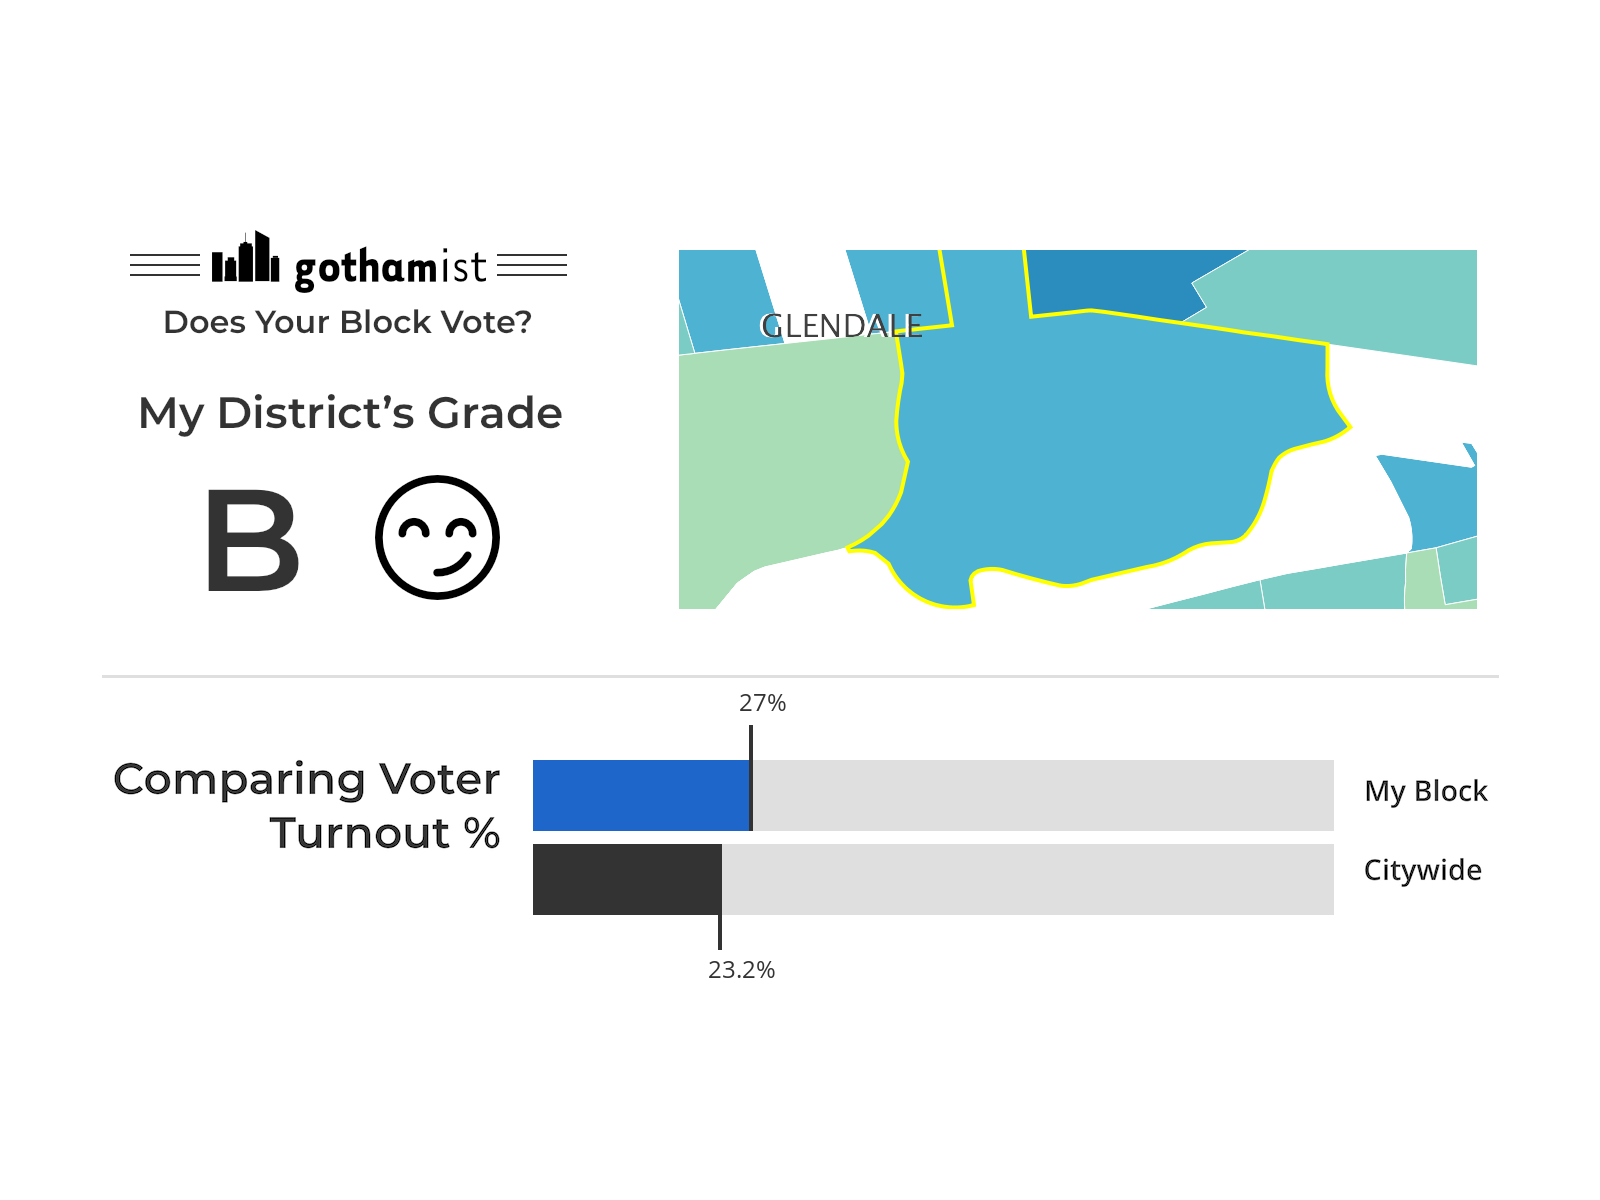 gothamist
Does Your Block Vote?
My District’s Grade
B
GLENDALE
27%
Comparing Voter
Turnout %
My Block
Citywide
23.2%